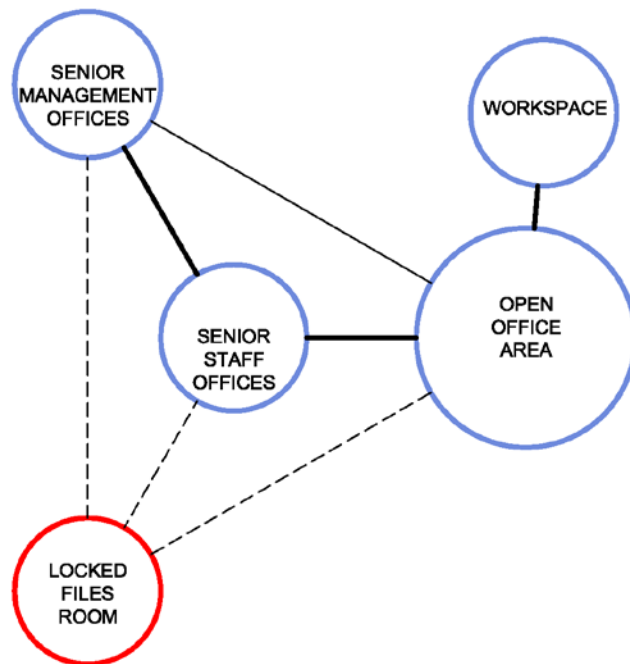 SENIOR
MANAGEMENT
OFFICES
WORKSPACE
OPEN
OFFICE
AREA
SENIOR
STAFF
OFFICES
LOCKED
FILES
ROOM